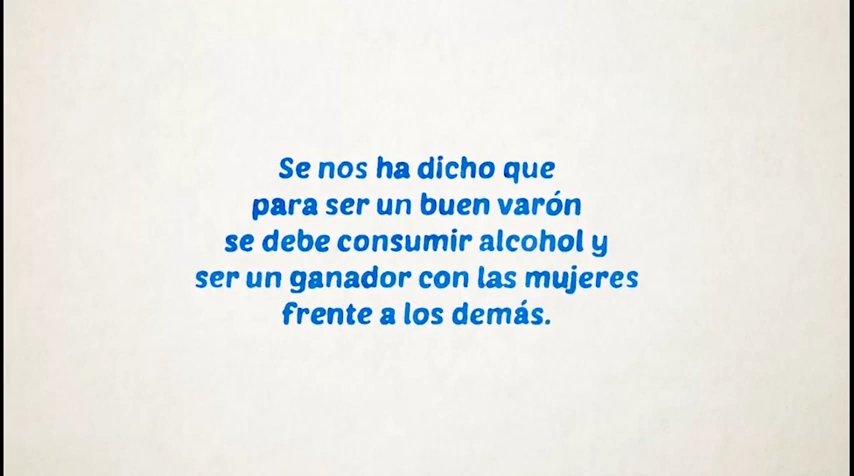 Se nos ha dicho que
para ser un buen varón
se debe consumir alcohol y
ser un ganador con las mujeres
frente a los demás.